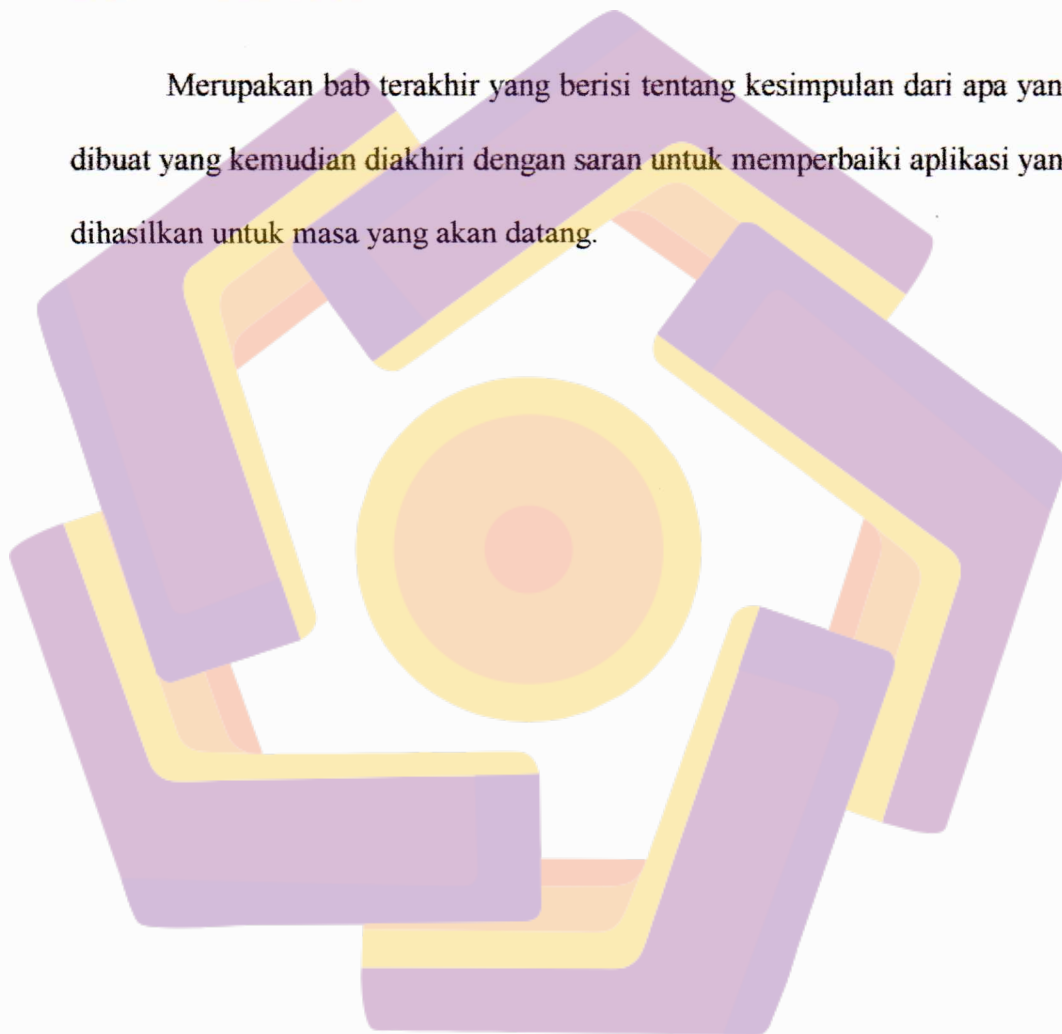 Merupakan bab terakhir yang berisi tentang kesimpulan dari apa yan
dibuat yang kemudian diakhiri dengan saran untuk memperbaiki aplikasi yan
dihasilkan untuk masa yang akan datang.